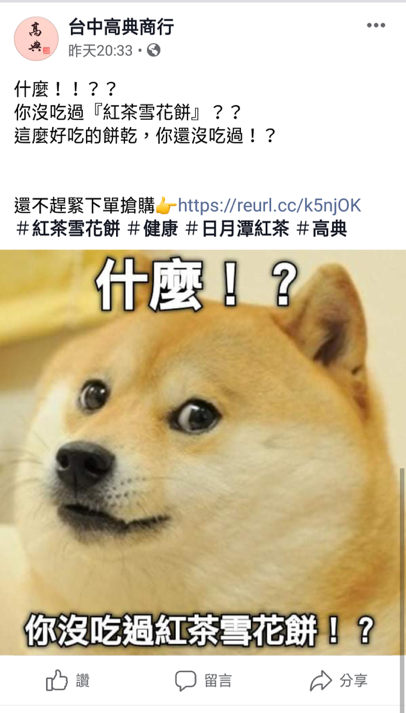 高典
台中高典商行
昨天20:33
什麼！！？？
你沒吃過『紅茶雪花餅』？？
這麼好吃的餅乾，你還沒吃過！？
還不趕緊下單搶購👉https://reurl.cc/k5njOK
＃紅茶雪花餅 ＃健康 ＃日月潭紅茶 ＃高典
什麼！？
你沒吃過紅茶雪花餅！？
讚 留言 分享